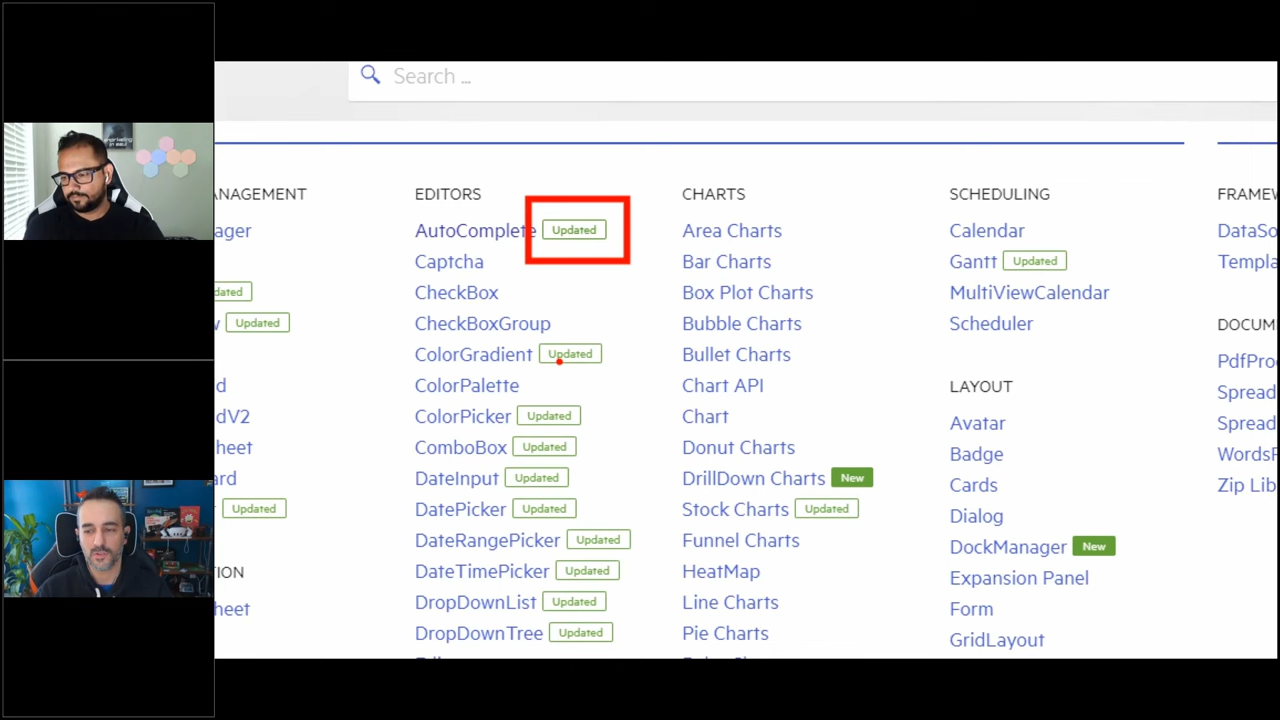 Search ...
ANAGEMENT
ager
dated
Updated
d
dV2
heet
ard
Updated
TION
heet
EDITORS
AutoComplete Updated
Captcha
CheckBox
CheckBoxGroup
ColorGradient Updated
ColorPalette
ColorPicker Updated
ComboBox Updated
DateInput Updated
DatePicker Updated
DateRangePicker Updated
DateTimePicker Updated
DropDownList Updated
DropDownTree Updated
CHARTS
Area Charts
Bar Charts
Box Plot Charts
Bubble Charts
Bullet Charts
Chart API
Chart
Donut Charts
DrillDown Charts New
Stock Charts Updated
Funnel Charts
HeatMap
Line Charts
Pie Charts
SCHEDULING
Calendar
Gantt Updated
MultiViewCalendar
Scheduler
LAYOUT
Avatar
Badge
Cards
Dialog
DockManager New
Expansion Panel
Form
GridLayout
FRAMEW
DataSo
Templa
DOCUM
PdfPro
Spread
Spread
WordsP
Zip Lib